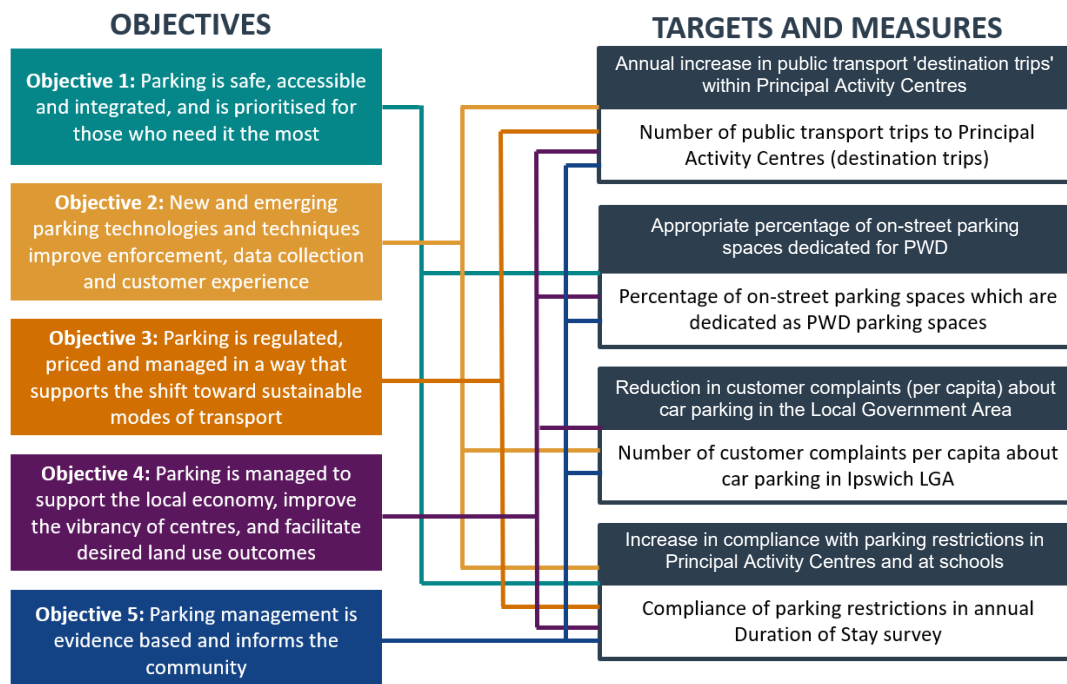 OBJECTIVES
Objective 1: Parking is safe, accessible
and integrated, and is prioritised for
those who need it the most
Objective 2: New and emerging
parking technologies and techniques
improve enforcement, data collection
and customer experience
Objective 3: Parking is regulated,
priced and managed in a way that
supports the shift toward sustainable
modes of transport
Objective 4: Parking is managed to
support the local economy, improve
the vibrancy of centres, and facilitate
desired land use outcomes
Objective 5: Parking management is
evidence based and informs the
community
TARGETS AND MEASURES
Annual increase in public transport 'destination trips'
within Principal Activity Centres
Number of public transport trips to Principal
Activity Centres (destination trips)
Appropriate percentage of on-street parking
spaces dedicated for PWD
Percentage of on-street parking spaces which are
dedicated as PWD parking spaces
Reduction in customer complaints (per capita) about
car parking in the Local Government Area
Number of customer complaints per capita about
car parking in Ipswich LGA
Increase in compliance with parking restrictions in
Principal Activity Centres and at schools
Compliance of parking restrictions in annual
Duration of Stay survey